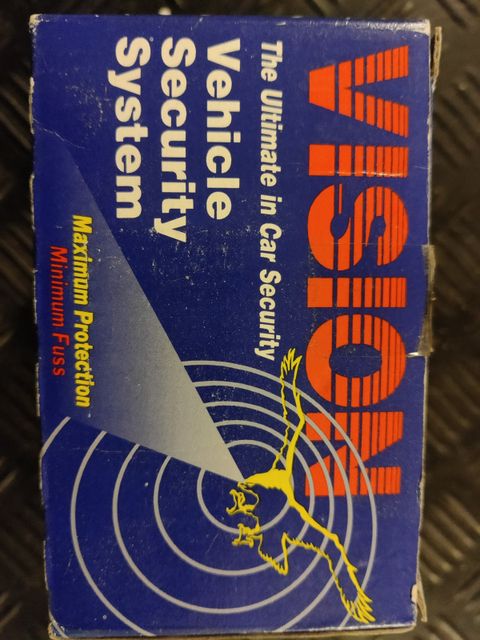 VISION
The Ultimate in Car Security
Vehicle
Security
System
Maximum Protection
Minimum Fuss